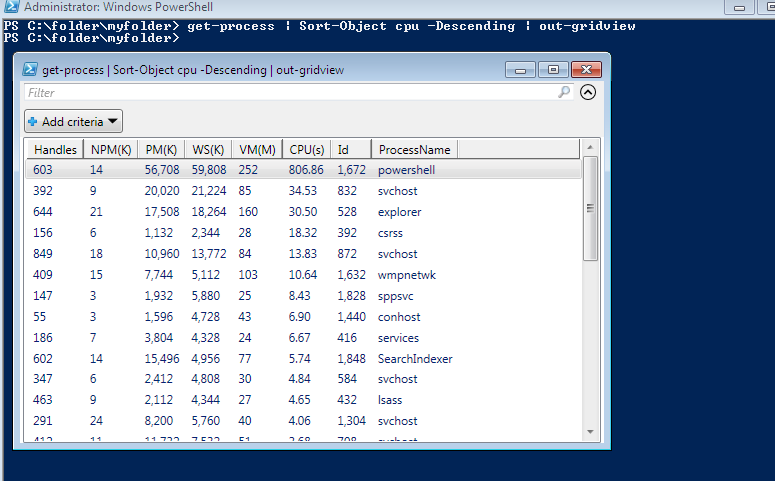 Administrator: Windows PowerShell
PS C:\folder\myfolder> get-process | Sort-Object cpu -Descending | out-gridview
PS C:\folder\myfolder>
get-process | Sort-Object cpu -Descending | out-gridview
Filter
Add criteria
Handles NPM(K) PM(K) WS(K) VM(M) CPU(s) Id ProcessName
603 14 56,708 59,808 252 806.86 1,672 powershell
392 9 20,020 21,224 85 34.53 832 svchost
644 21 17,508 18,264 160 30.50 528 explorer
156 6 1,132 2,344 28 18.32 392 csrss
849 18 10,960 13,772 84 13.83 872 svchost
409 15 7,744 5,112 103 10.64 1,632 wmpnetwk
147 3 1,932 5,880 25 8.43 1,828 sppsvc
55 3 1,596 4,728 43 6.90 1,440 conhost
186 7 3,804 4,328 24 6.67 416 services
602 14 15,496 4,956 77 5.74 1,848 SearchIndexer
347 6 2,412 4,808 30 4.84 584 svchost
463 9 2,112 4,344 27 4.65 432 lsass
291 24 8,200 5,760 40 4.06 1,304 svchost
svchost